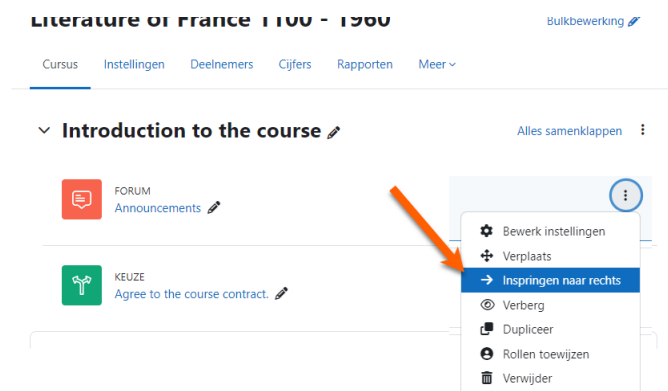 Literature of France 1100 - 1960
Bulkbewerking
Cursus Instellingen Deelnemers Cijfers Rapporten Meer
Introduction to the course
Alles samenklappen
FORUM
Announcements
Bewerk instellingen
Verplaats
Inspringen naar rechts
KEUZE
Agree to the course contract.
Verberg
Dupliceer
Rollen toewijzen
Verwijder